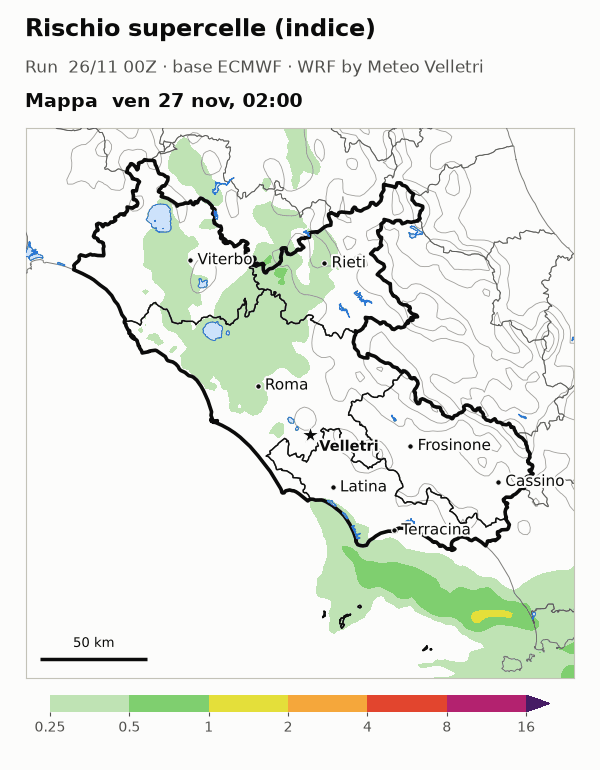 Rischio supercelle (indice)
Run  26/11 00Z · base ECMWF · WRF by Meteo Velletri
Mappa  ven 27 nov, 02:00
Viterbo
Rieti
Roma
Velletri
Frosinone
Cassino
Latina
Terracina
50 km
0.25 0.5 1 2 4 8 16